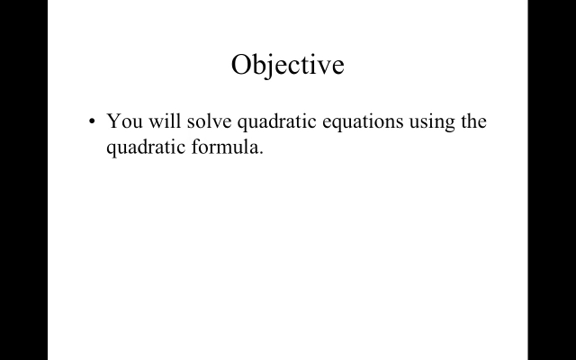 Objective
• You will solve quadratic equations using the
quadratic formula.